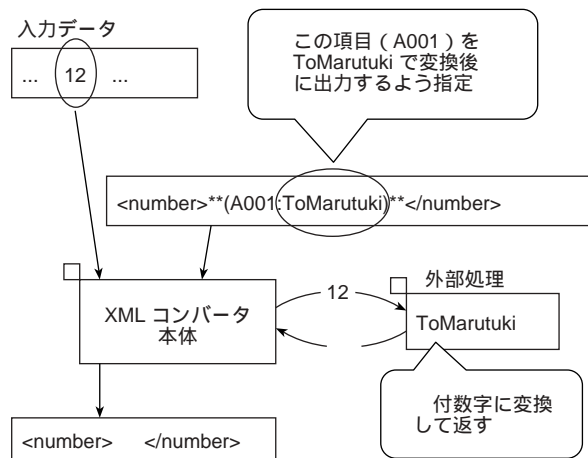 入力データ
... 12 ...
この項目（A001）を
ToMarutuki で変換後
に出力するよう指定
<number>**(A001:ToMarutuki)**</number>
XML コンバータ
本体
12
外部処理
ToMarutuki
付数字に変換
して返す
<number> </number>